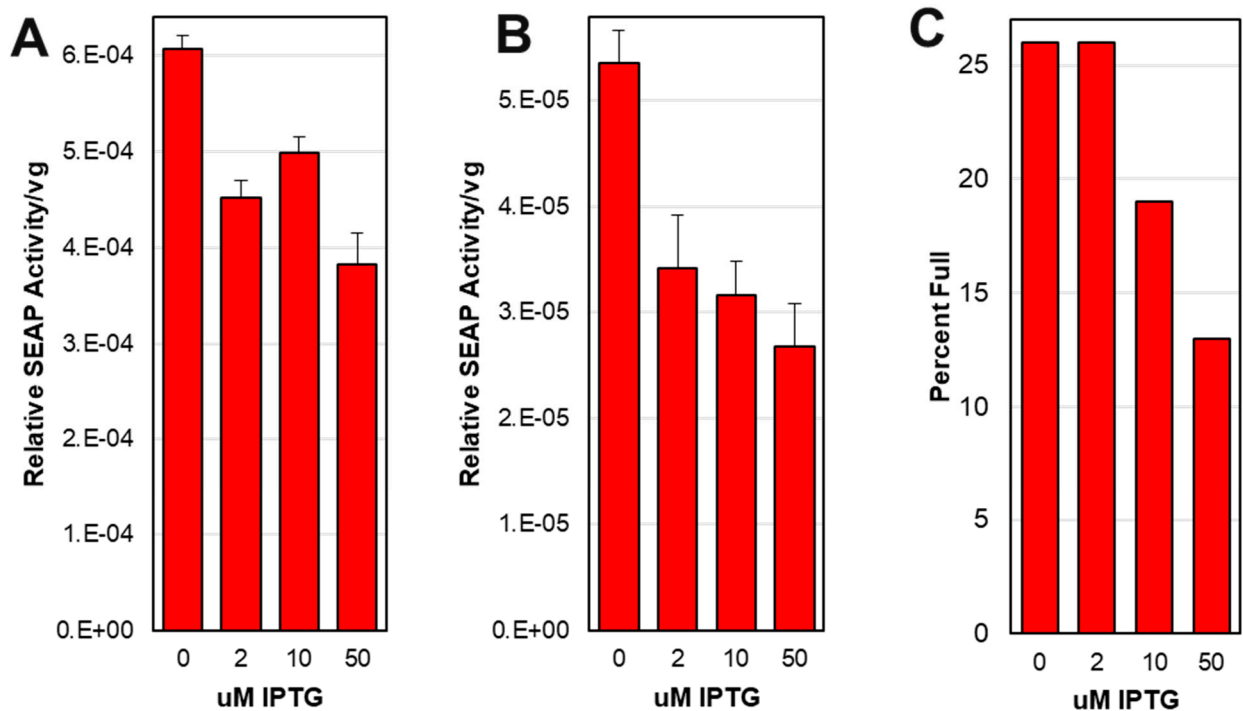 A
Relative SEAP Activity/vg
6.E-04
5.E-04
4.E-04
3.E-04
2.E-04
1.E-04
0.E+00
0 2 10 50
uM IPTG
B
Relative SEAP Activity/vg
5.E-05
4.E-05
3.E-05
2.E-05
1.E-05
0.E+00
0 2 10 50
uM IPTG
C
Percent Full
25
20
15
10
5
0
0 2 10 50
uM IPTG